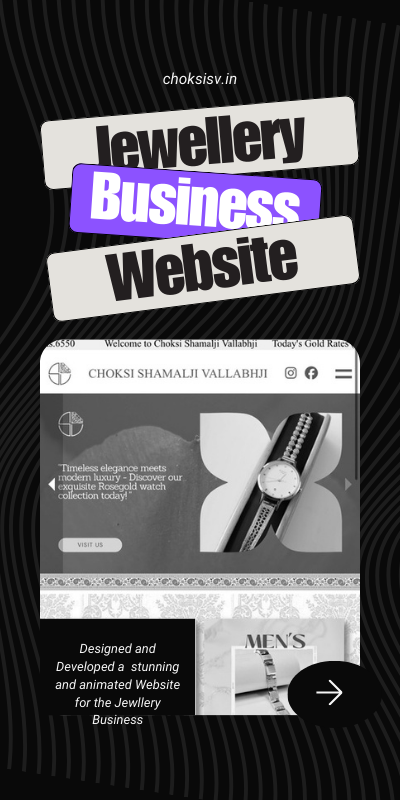 choksisv.in
Jewellery
Business
Website
s.6550 Welcome to Choksi Shamalji Vallabhji Today's Gold Rates
CHOKSI SHAMALJI VALLABHJI
"Timeless elegance meets
modern luxury - Discover our
exquisite Rosegold watch
collection today!"
VISIT US
MEN'S
Designed and
Developed a stunning
and animated Website
for the Jewllery
Business